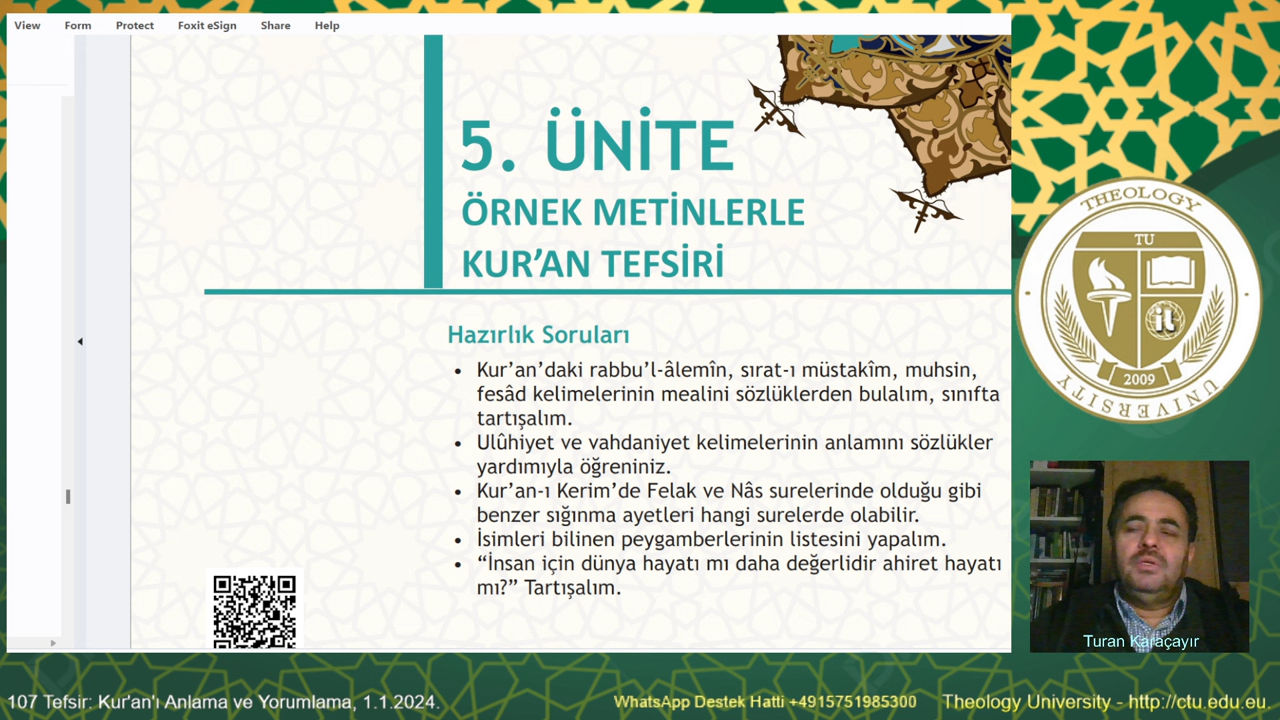 View Form Protect Foxit eSign Share Help
5. ÜNİTE
ÖRNEK METİNLERLE
KUR’AN TEFSİRİ
Hazırlık Soruları
• Kur’an’daki rabbu’l-âlemîn, sırat-ı müstakîm, muhsin,
fesâd kelimelerinin mealini sözlüklerden bulalım, sınıfta
tartışalım.
• Ulûhiyet ve vahdaniyet kelimelerinin anlamını sözlükler
yardımıyla öğreniniz.
• Kur’an-ı Kerim’de Felak ve Nâs surelerinde olduğu gibi
benzer sığınma ayetleri hangi surelerde olabilir.
• İsimleri bilinen peygamberlerinin listesini yapalım.
• “İnsan için dünya hayatı mı daha değerlidir ahiret hayatı
mı?” Tartışalım.
THEOLOGY
TU
2009
UNIVERSITY
Turan Karaçayır
107 Tefsir: Kur'an'ı Anlama ve Yorumlama, 1.1.2024.
WhatsApp Destek Hatti +4915751985300
Theology University - http://ctu.edu.eu.